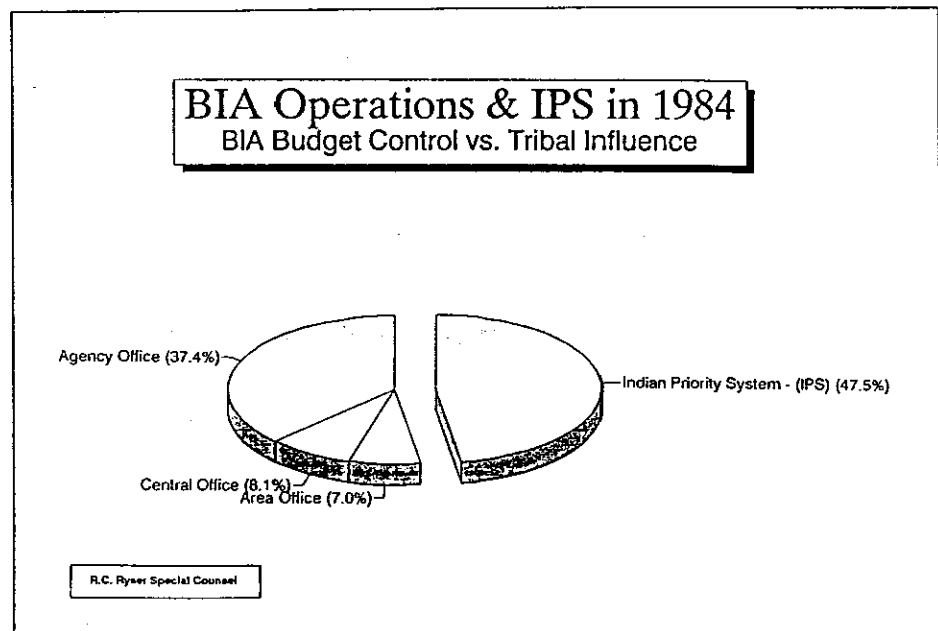 BIA Operations & IPS in 1984
BIA Budget Control vs. Tribal Influence
Agency Office (37.4%)
Indian Priority System - (IPS) (47.5%)
Central Office (8.1%)
Area Office (7.0%)
R.C. Ryser Special Counsel